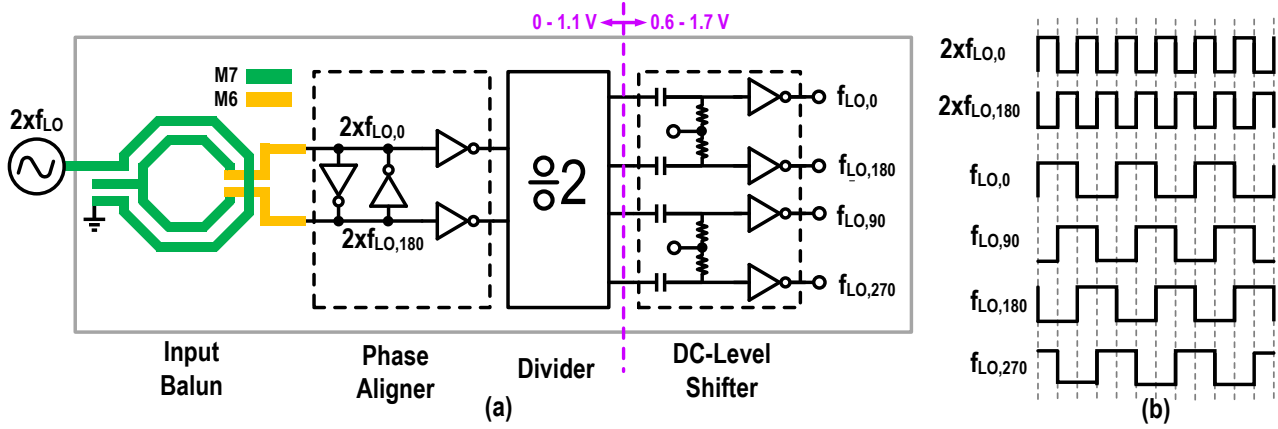 0 - 1.1 V 0.6 - 1.7 V
M7
M6
2xfLO
2xfLO,0
2xfLO,180
÷2
fLO,0
fLO,180
fLO,90
fLO,270
Input
Balun
Phase
Aligner
Divider
DC-Level
Shifter
(a)
2xfLO,0
2xfLO,180
fLO,0
fLO,90
fLO,180
fLO,270
(b)